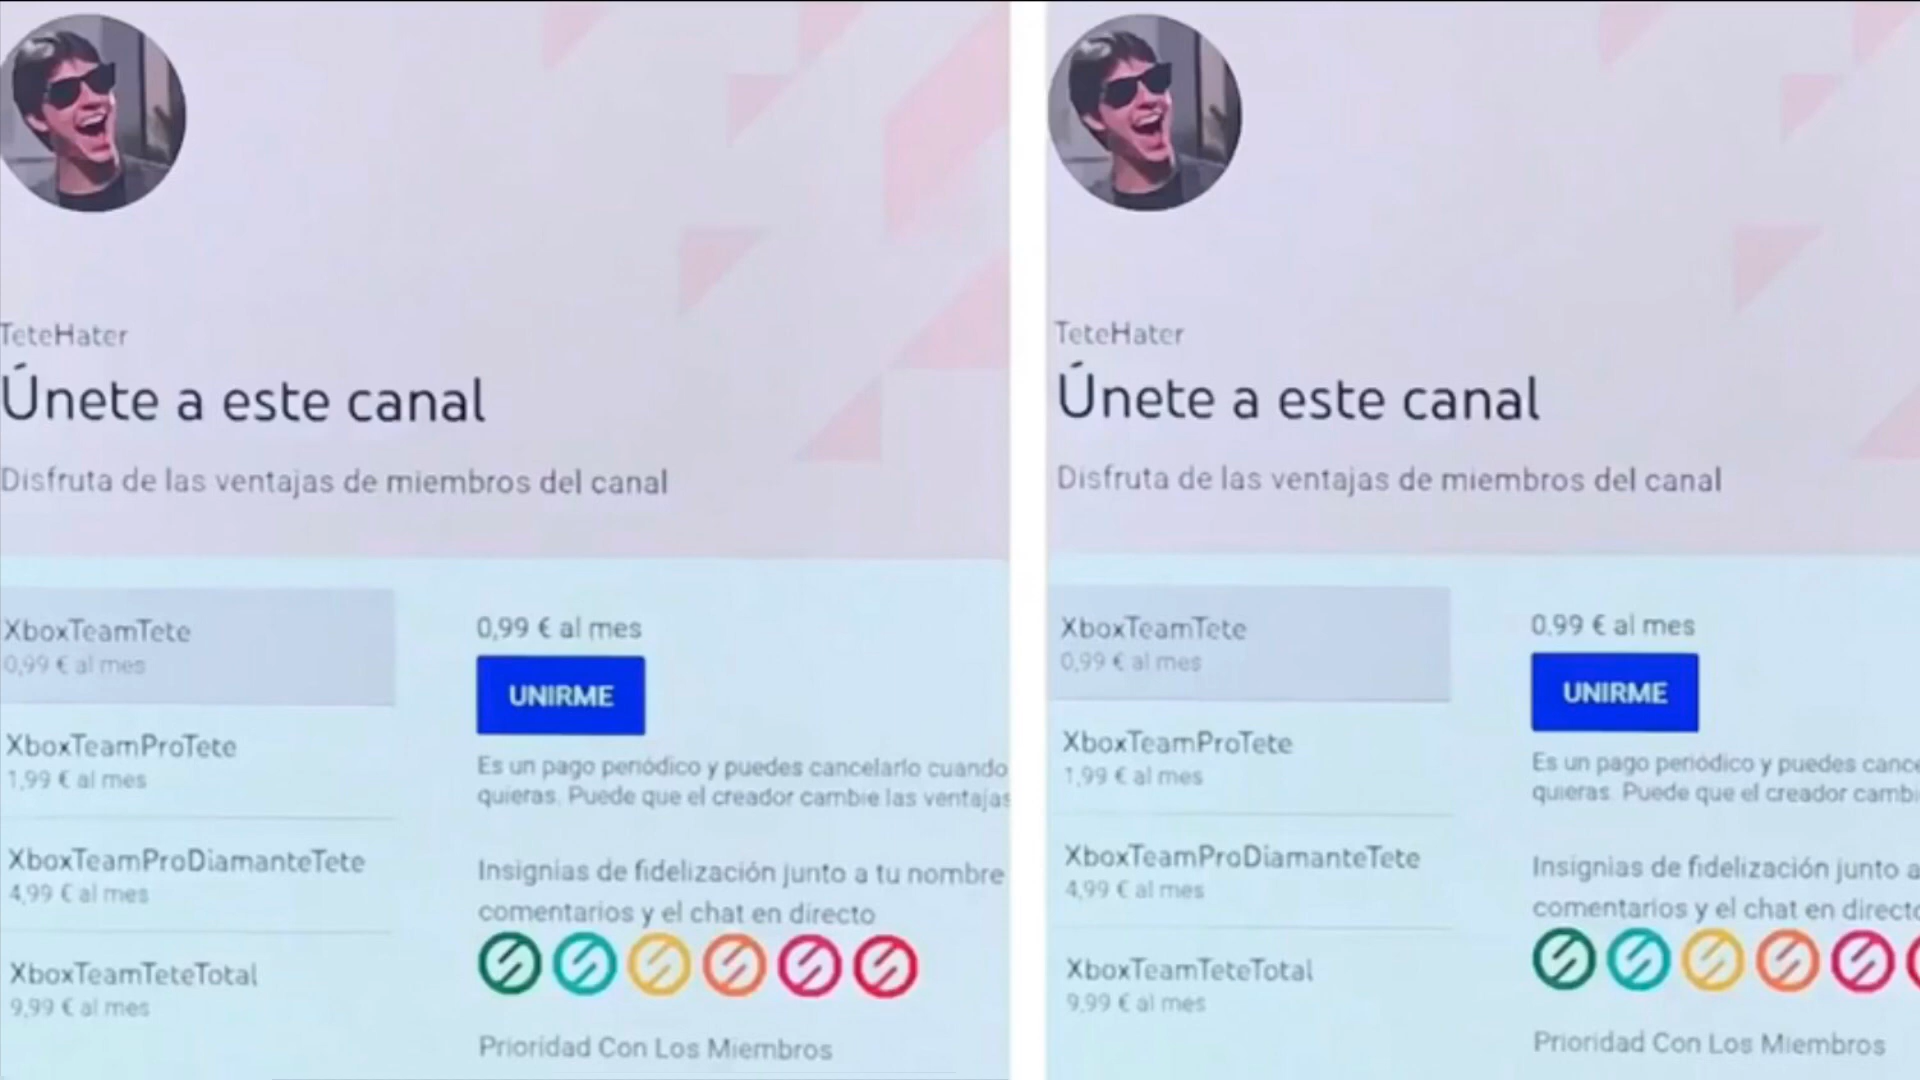 TeteHater
Únete a este canal
Disfruta de las ventajas de miembros del canal
XboxTeamTete
0,99 € al mes
XboxTeamProTete
1,99 € al mes
XboxTeamProDiamanteTete
4,99 € al mes
XboxTeamTeteTotal
9,99 € al mes
0,99 € al mes
UNIRME
Es un pago periódico y puedes cancelarlo cuando
quieras. Puede que el creador cambie las ventajas
Insignias de fidelización junto a tu nombre
comentarios y el chat en directo
Prioridad Con Los Miembros
TeteHater
Únete a este canal
Disfruta de las ventajas de miembros del canal
XboxTeamTete
0,99 € al mes
XboxTeamProTete
1,99 € al mes
XboxTeamProDiamanteTete
4,99 € al mes
XboxTeamTeteTotal
9,99 € al mes
0,99 € al mes
UNIRME
Es un pago periódico y puedes cance
quieras. Puede que el creador cambi
Insignias de fidelización junto a
comentarios y el chat en directo
Prioridad Con Los Miembros